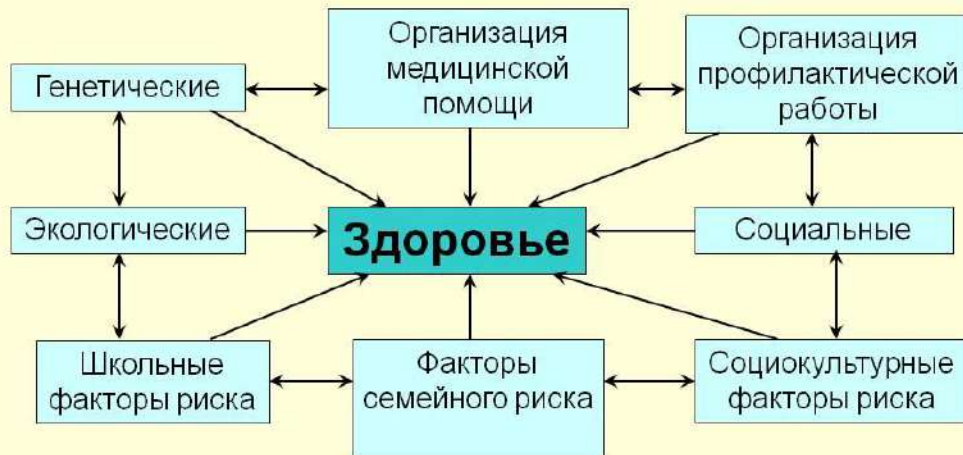 Генетические
Организация
медицинской
помощи
Организация
профилактической
работы
Экологические
Здоровье
Социальные
Школьные
факторы риска
Факторы
семейного риска
Социокультурные
факторы риска